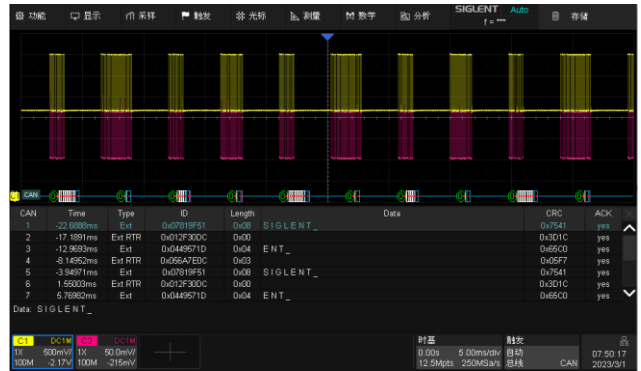 功能 显示 采样 触发 光标 测量 数学 分析 SIGLENT Auto 存储
f = ***
CAN
CAN Time Type ID Length Data CRC ACK
1 -22.6888ms Ext 0x07819F51 0x08 SIGLENT_ 0x7541 yes
2 -17.1891ms Ext RTR 0x012F30DC 0x00 0x3D1C yes
3 -12.9693ms Ext 0x0449571D 0x04 ENT_ 0x65C0 yes
4 -8.14952ms Ext RTR 0x056A7E0C 0x03 0x05F7 yes
5 -3.94971ms Ext 0x07819F51 0x08 SIGLENT_ 0x7541 yes
6 1.55003ms Ext RTR 0x012F30DC 0x00 0x3D1C yes
7 5.76982ms Ext 0x0449571D 0x04 ENT_ 0x65C0 yes
Data: SIGLENT_
C1 DC1M C2 DC1M 时基 触发
1X 500mV/ 1X 50.0mV/ 0.00s 5.00ms/div 自动 07:50:17
100M -2.17V 100M -215mV 12.5Mpts 250MSa/s 总线 CAN 2023/3/1